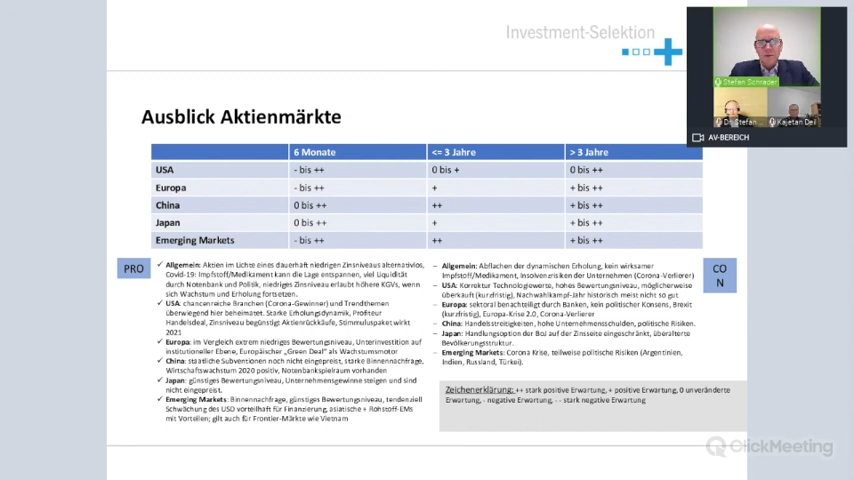 Investment-Selektion
Stefan Schrader
Dr. Stefan ...
Kajetan Deil
AV-BEREICH
Ausblick Aktienmärkte
6 Monate <= 3 Jahre > 3 Jahre
USA - bis ++ 0 bis + 0 bis ++
Europa - bis ++ + + bis ++
China 0 bis ++ ++ + bis ++
Japan 0 bis ++ + + bis ++
Emerging Markets - bis ++ ++ + bis ++
PRO
✓ Allgemein: Aktien im Lichte eines dauerhaft niedrigen Zinsniveaus alternativlos,
Covid-19: Impfstoff/Medikament kann die Lage entspannen, viel Liquidität
durch Notenbank und Politik, niedriges Zinsniveau erlaubt höhere KGVs, wenn
sich Wachstum und Erholung fortsetzen.
✓ USA: chancenreiche Branchen (Corona-Gewinner) und Trendthemen
überwiegend hier beheimatet. Starke Erholungsdynamik, Profiteur
Handelsdeal, Zinsniveau begünstigt Aktienrückkäufe, Stimmuluspaket wirkt
2021
✓ Europa: im Vergleich extrem niedriges Bewertungsniveau, Unterinvestition auf
institutioneller Ebene, Europäischer „Green Deal" als Wachstumsmotor
✓ China: staatliche Subventionen noch nicht eingepreist, starke Binnennachfrage,
Wirtschaftswachstum 2020 positiv, Notenbankspielraum vorhanden
✓ Japan: günstiges Bewertungsniveau, Unternehmensgewinne steigen und sind
nicht eingepreist.
✓ Emerging Markets: Binnennachfrage, günstiges Bewertungsniveau, tendenziell
Schwächung des USD vorteilhaft für Finanzierung, asiatische + Rohstoff-EMs
mit Vorteilen; gilt auch für Frontier-Märkte wie Vietnam
CO
N
– Allgemein: Abflachen der dynamischen Erholung, kein wirksamer
Impfstoff/Medikament, Insolvenzrisiken der Unternehmen (Corona-Verlierer)
– USA: Korrektur Technologiewerte, hohes Bewertungsniveau, möglicherweise
überkauft (kurzfristig), Nachwahlkampf-Jahr historisch meist nicht so gut
– Europa: sektoral benachteiligt durch Banken, kein politischer Konsens, Brexit
(kurzfristig), Europa-Krise 2.0, Corona-Verlierer
– China: Handelsstreitigkeiten, hohe Unternehmensschulden, politische Risiken.
– Japan: Handlungsoption der BoJ auf der Zinsseite eingeschränkt, überalterte
Bevölkerungsstruktur.
– Emerging Markets: Corona Krise, teilweise politische Risiken (Argentinien,
Indien, Russland, Türkei).
Zeichenerklärung: ++ stark positive Erwartung, + positive Erwartung, 0 unveränderte
Erwartung, - negative Erwartung, - - stark negative Erwartung
ClickMeeting